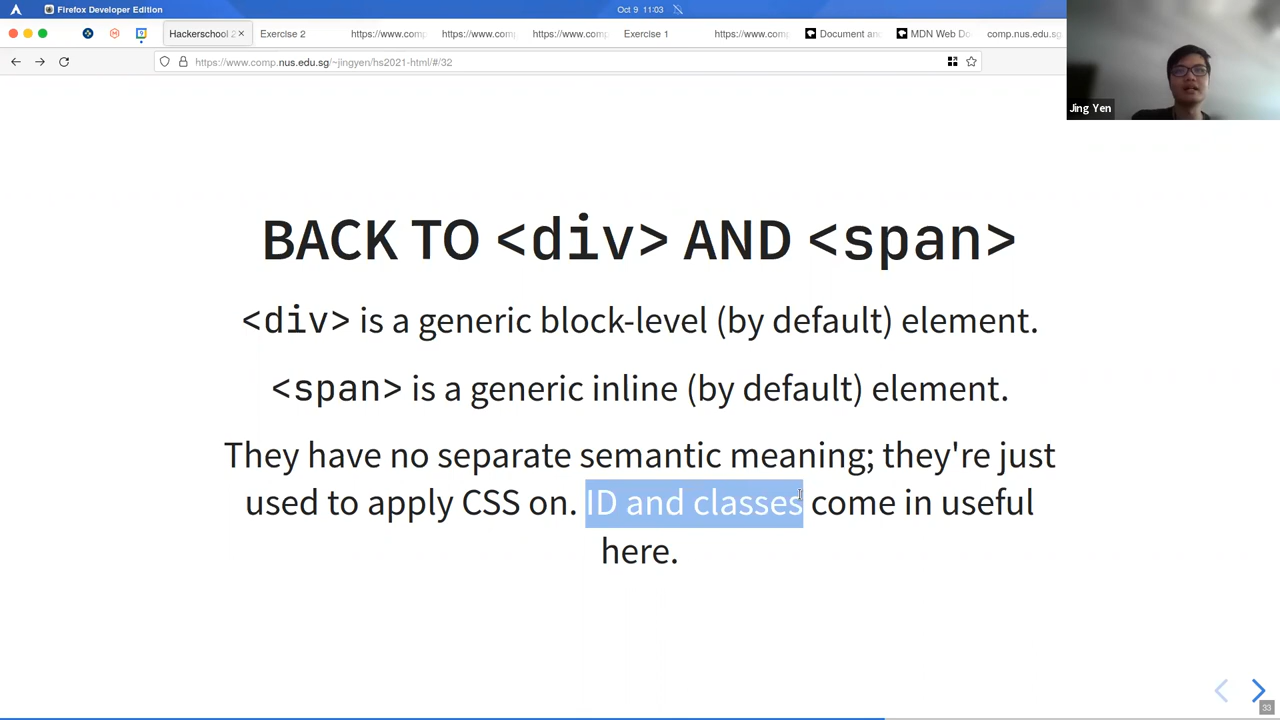 Firefox Developer Edition
Oct 9 11:03
Hackerschool 2
Exercise 2
https://www.comp
https://www.comp
https://www.comp
Exercise 1
https://www.comp
Document an
MDN Web Do
comp.nus.edu.sg
https://www.comp.nus.edu.sg/~jingyen/hs2021-html/#/32
Jing Yen
BACK TO <div> AND <span>
<div> is a generic block-level (by default) element.
<span> is a generic inline (by default) element.
They have no separate semantic meaning; they're just
used to apply CSS on. ID and classes come in useful
here.
33